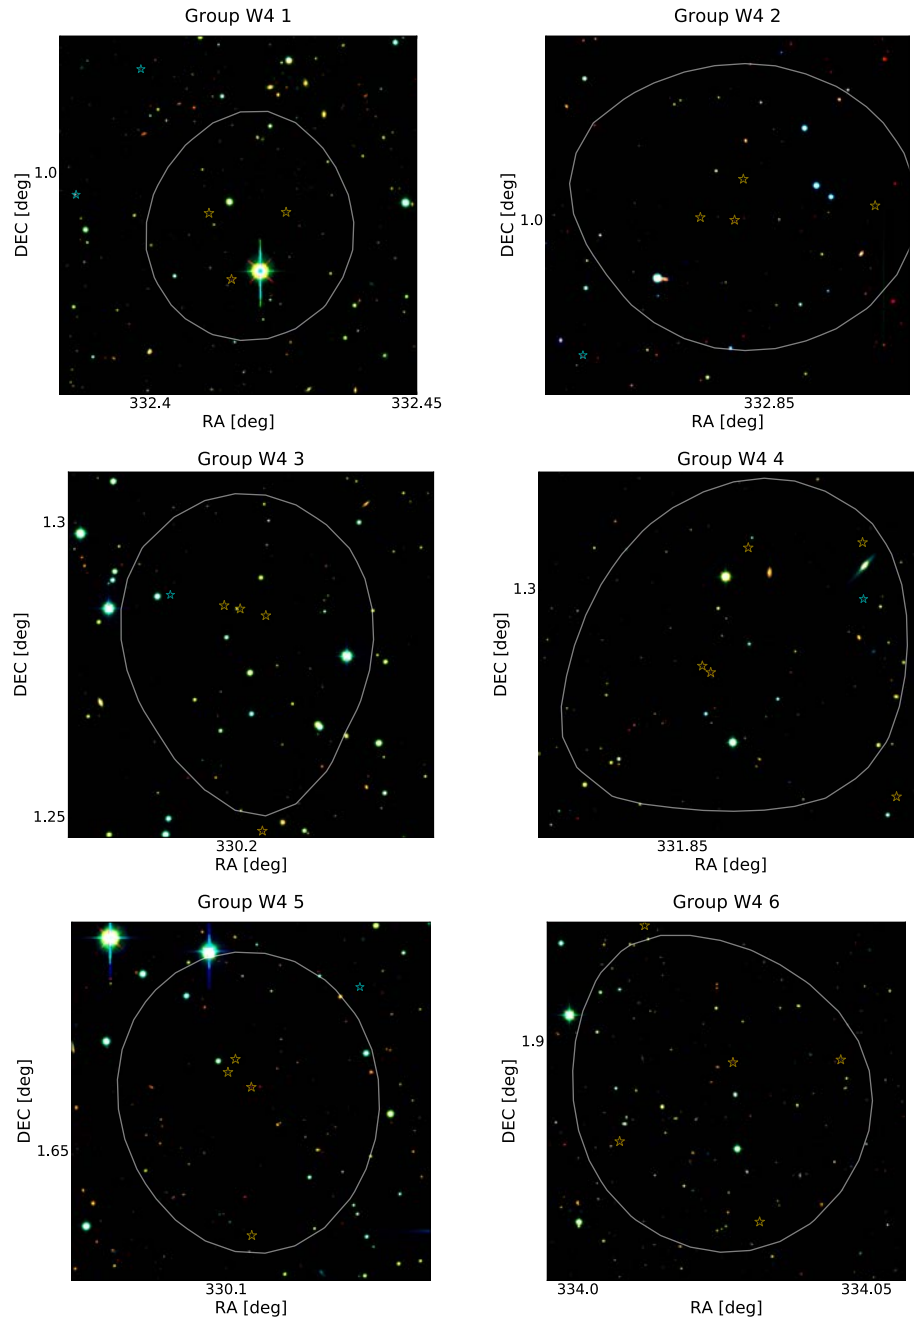 Group W4 1
Group W4 2
DEC [deg]
1.0
332.4
332.45
RA [deg]
DEC [deg]
1.0
332.85
RA [deg]
Group W4 3
Group W4 4
DEC [deg]
1.3
1.25
330.2
RA [deg]
DEC [deg]
1.3
331.85
RA [deg]
Group W4 5
Group W4 6
DEC [deg]
1.65
330.1
RA [deg]
DEC [deg]
1.9
334.0
334.05
RA [deg]